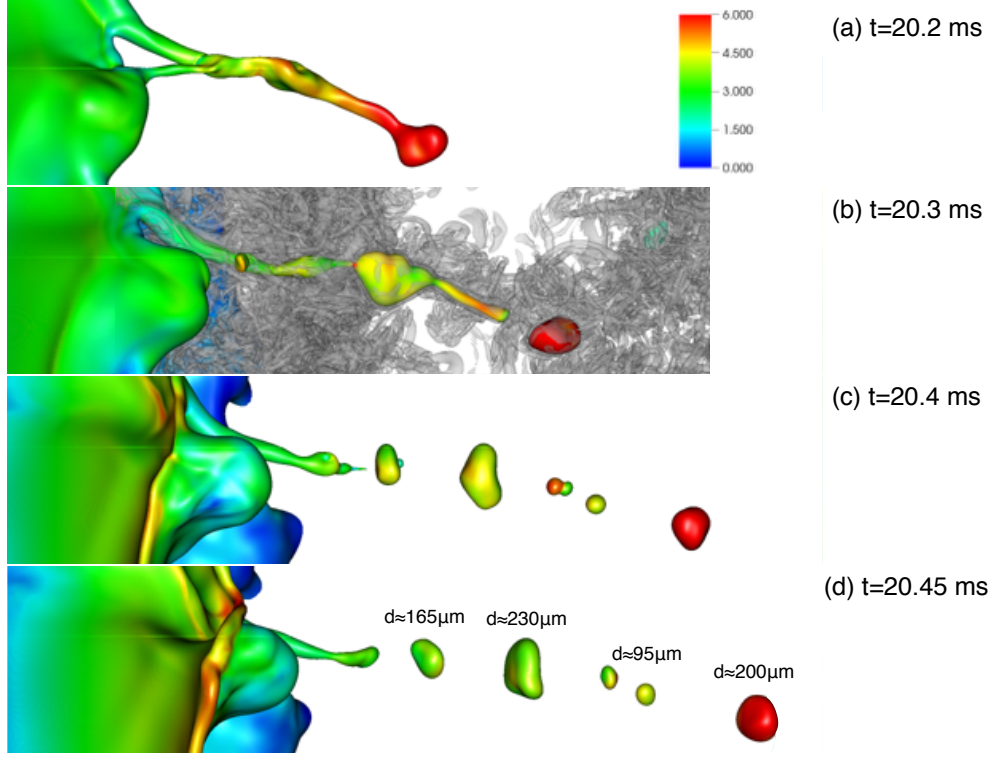 6.000
(a) t=20.2 ms
4.500
3.000
1.500
0.000
(b) t=20.3 ms
(c) t=20.4 ms
(d) t=20.45 ms
d≈165μm
d≈230μm
d≈95μm
d≈200μm